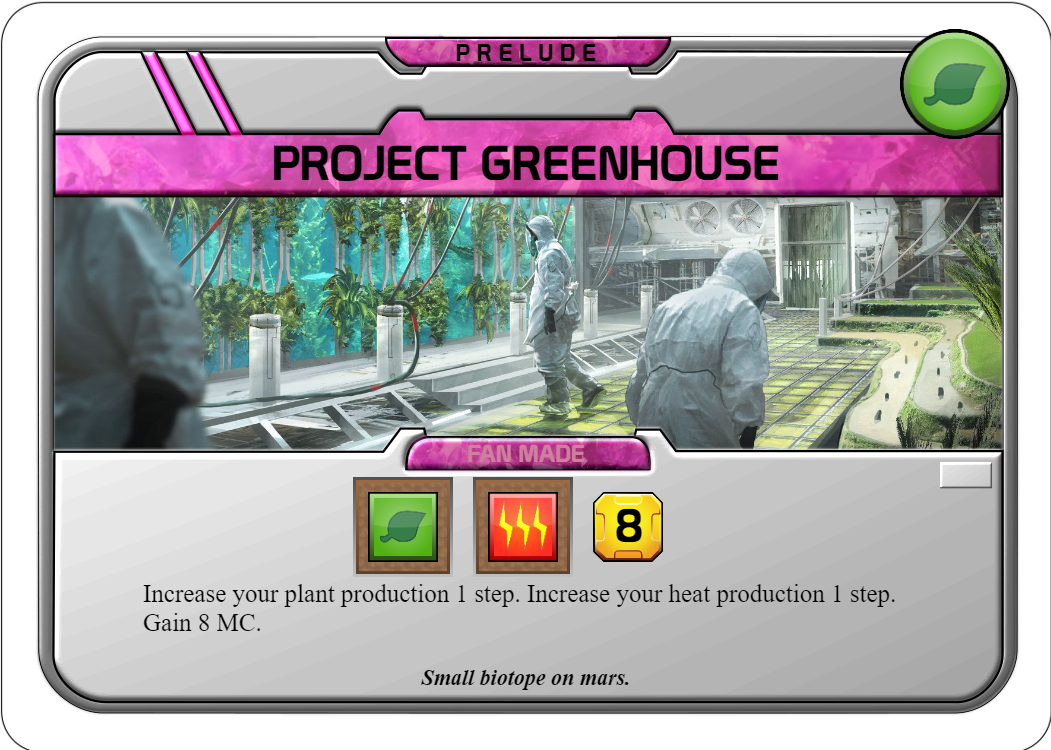 PRELUDE
PROJECT GREENHOUSE
FAN MADE
8
Increase your plant production 1 step. Increase your heat production 1 step.
Gain 8 MC.
Small biotope on mars.